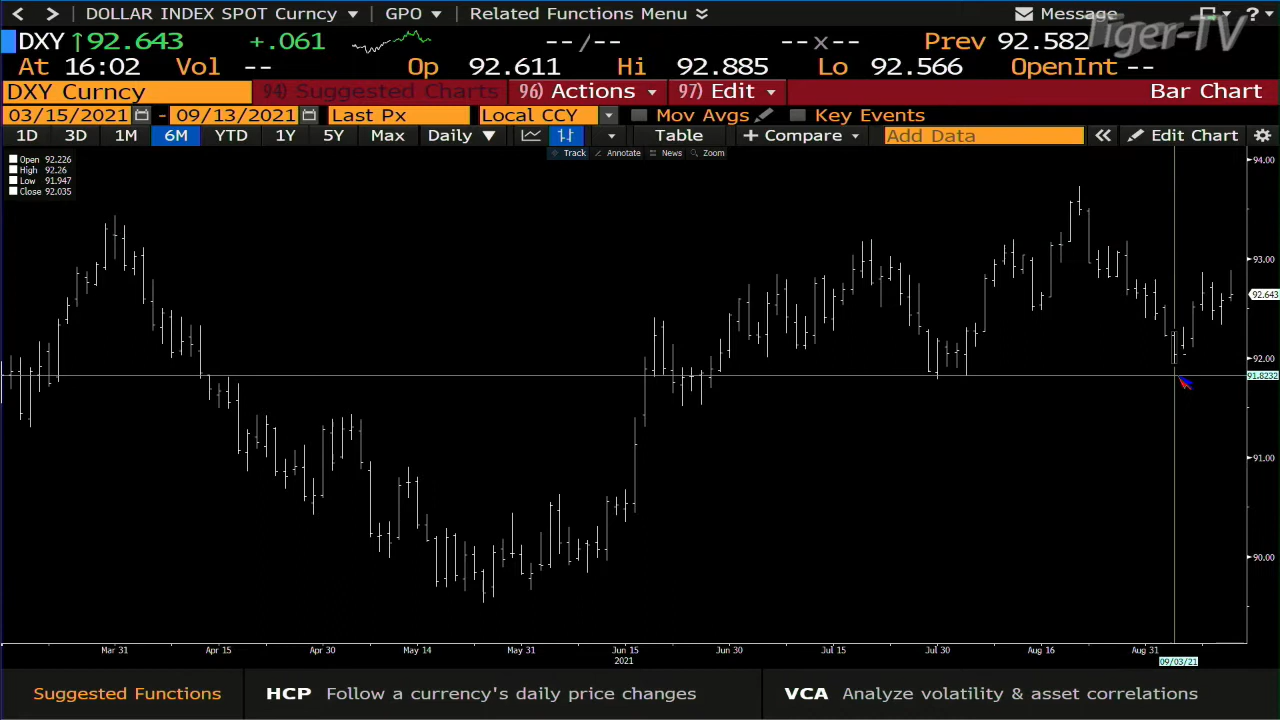 < > DOLLAR INDEX SPOT Curncy GPO Related Functions Menu Message ?
Tiger-TV
DXY ↑92.643 +.061 --/-- --x-- Prev 92.582
At 16:02 Vol -- Op 92.611 Hi 92.885 Lo 92.566 OpenInt --
DXY Curncy 94) Suggested Charts 96) Actions 97) Edit Bar Chart
03/15/2021 - 09/13/2021 Last Px Local CCY Mov Avgs Key Events
1D 3D 1M 6M YTD 1Y 5Y Max Daily ▼ Table + Compare Add Data « Edit Chart
Track Annotate News Zoom
Open 92.226
High 92.26
Low 91.947
Close 92.035
94.00
93.00
92.643
92.00
91.8232
91.00
90.00
Mar 31 Apr 15 Apr 30 May 14 May 31 Jun 15 Jun 30 Jul 15 Jul 30 Aug 16 Aug 31
2021 09/03/21
Suggested Functions HCP Follow a currency's daily price changes VCA Analyze volatility & asset correlations